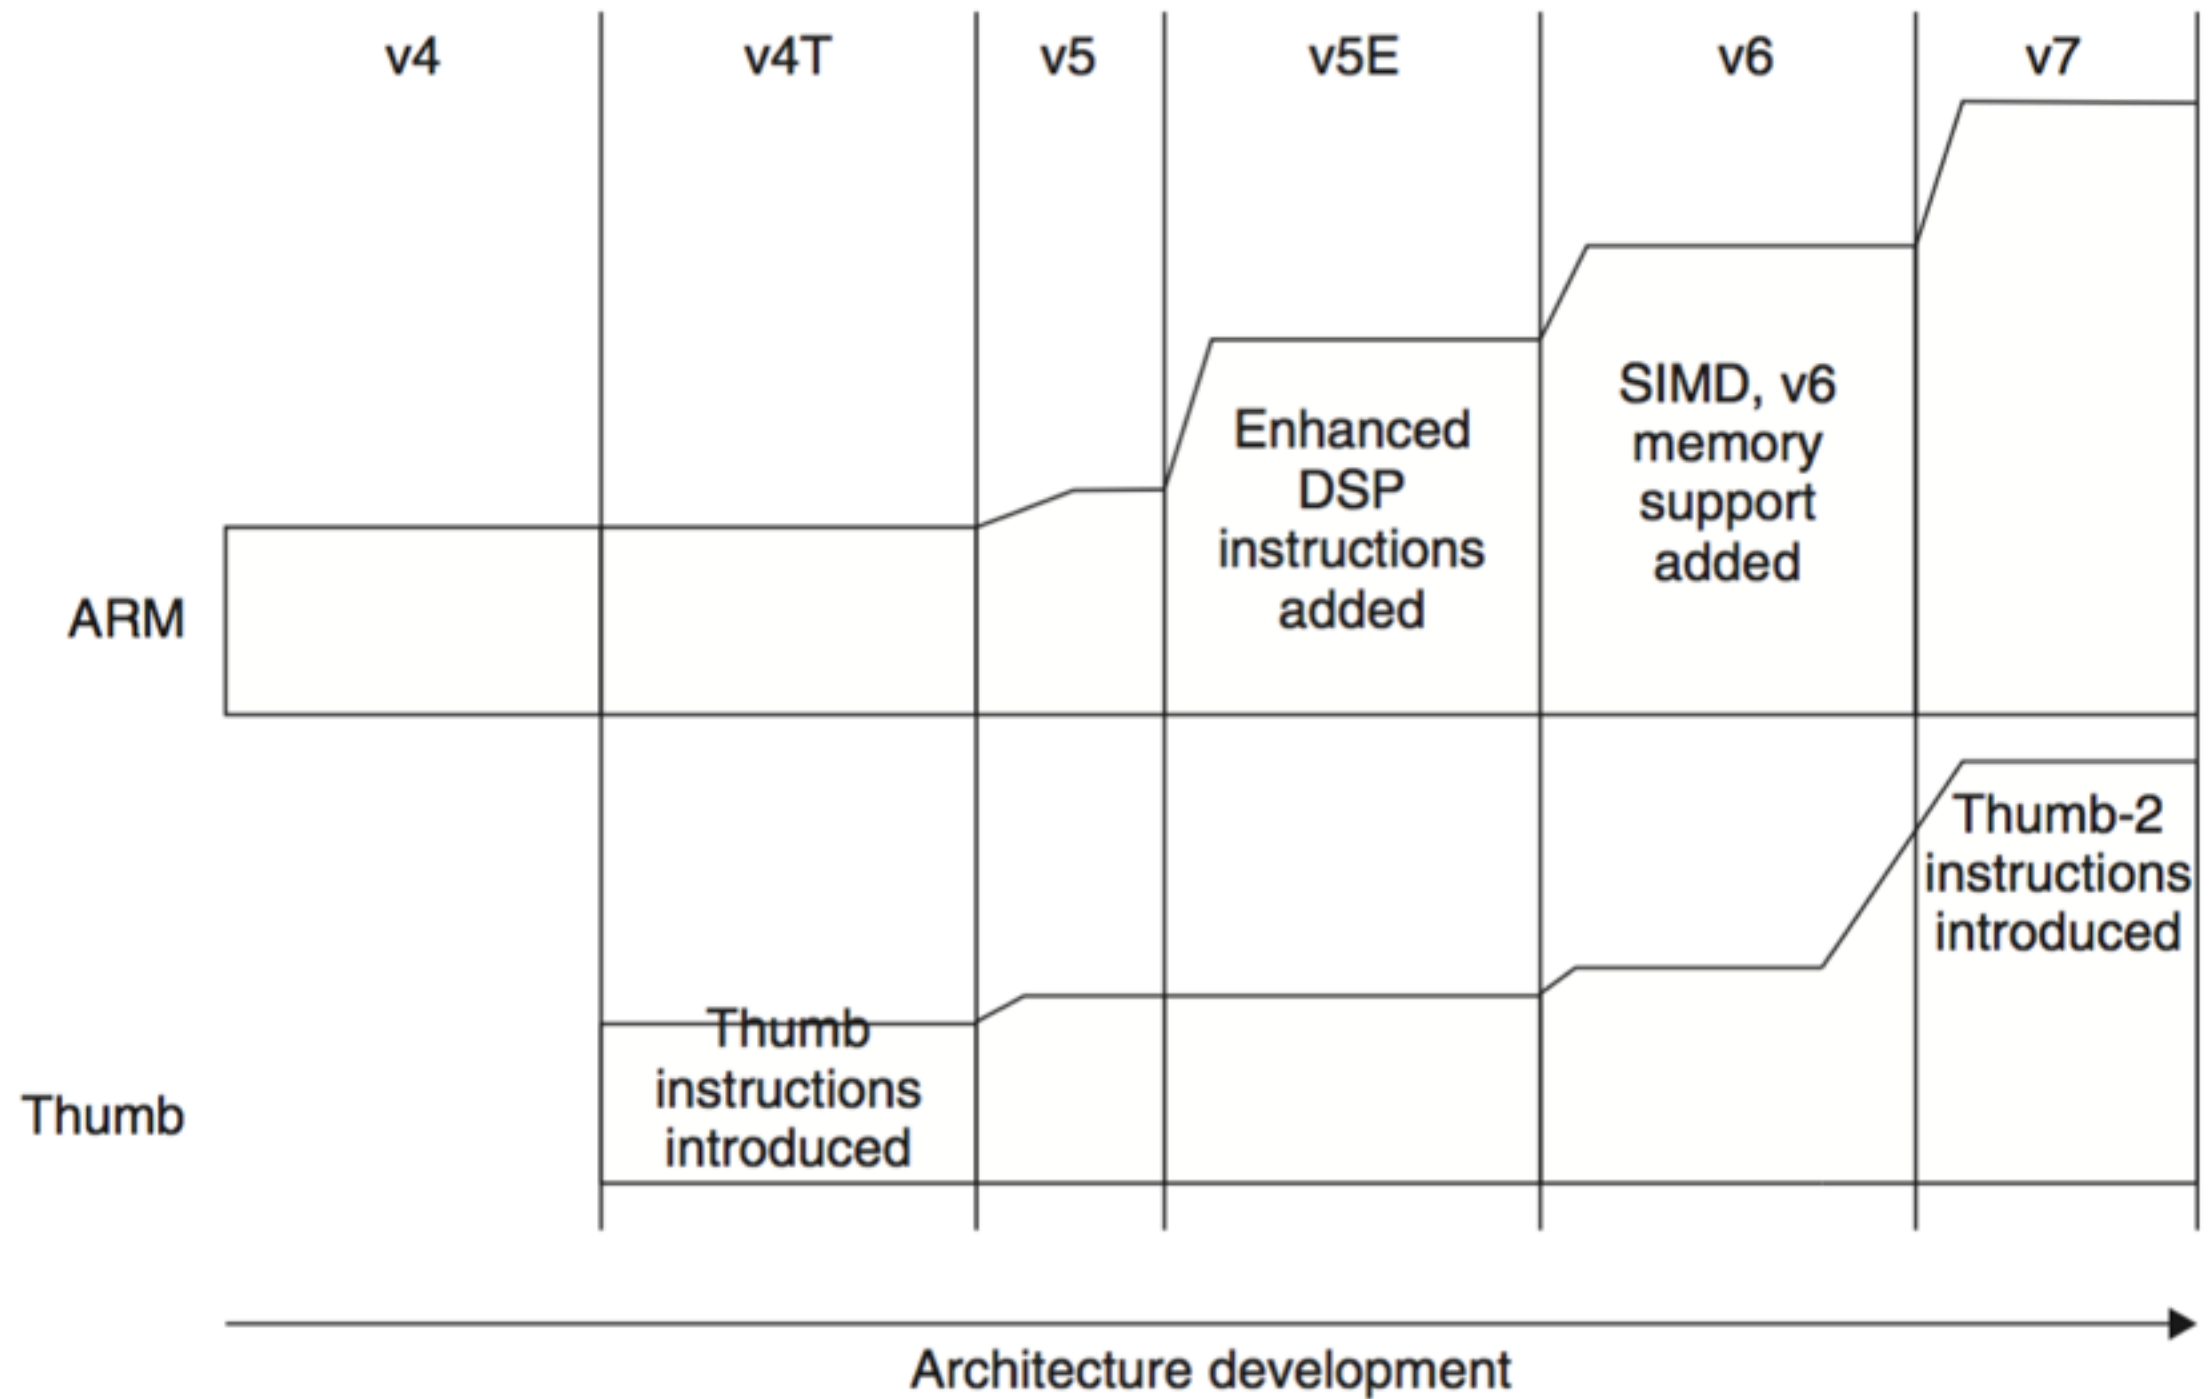 v4
v4T
v5
v5E
v6
v7
ARM
Enhanced
DSP
instructions
added
SIMD, v6
memory
support
added
Thumb
Thumb
instructions
introduced
Thumb-2
instructions
introduced
Architecture development